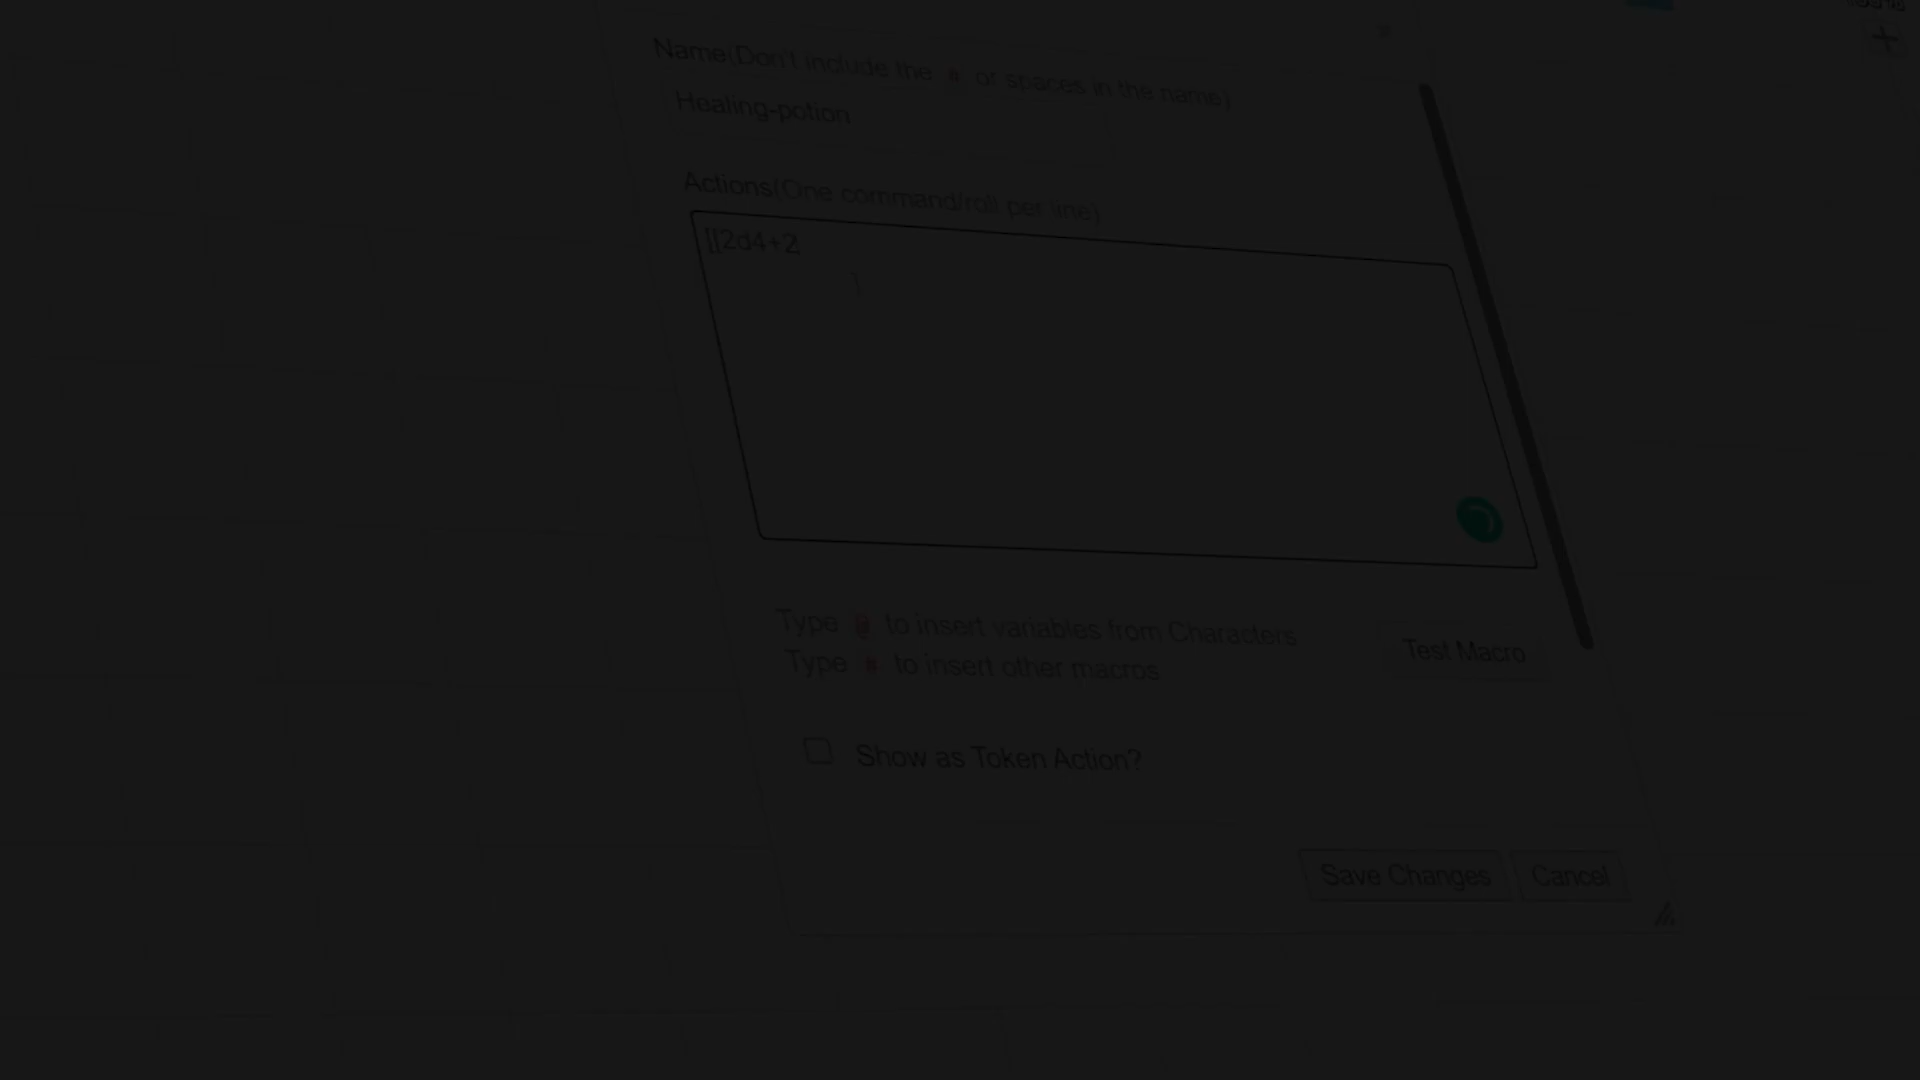 Name(Don't include the # or spaces in the name)
Healing-potion
Actions(One command/roll per line)
[[2d4+2
Type @ to insert variables from Characters
Type # to insert other macros
Test Macro
Show as Token Action?
Save Changes
Cancel